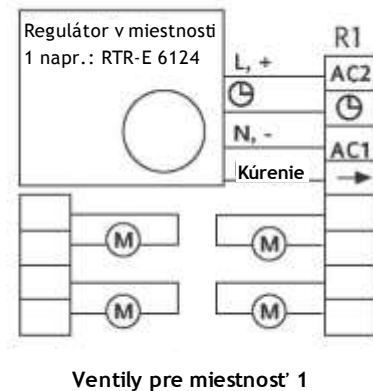 Regulátor v miestnosti
1 napr.: RTR-E 6124
R1
L, +
AC2
N, -
AC1
Kúrenie
M
M
M
M
Ventily pre miestnosť 1